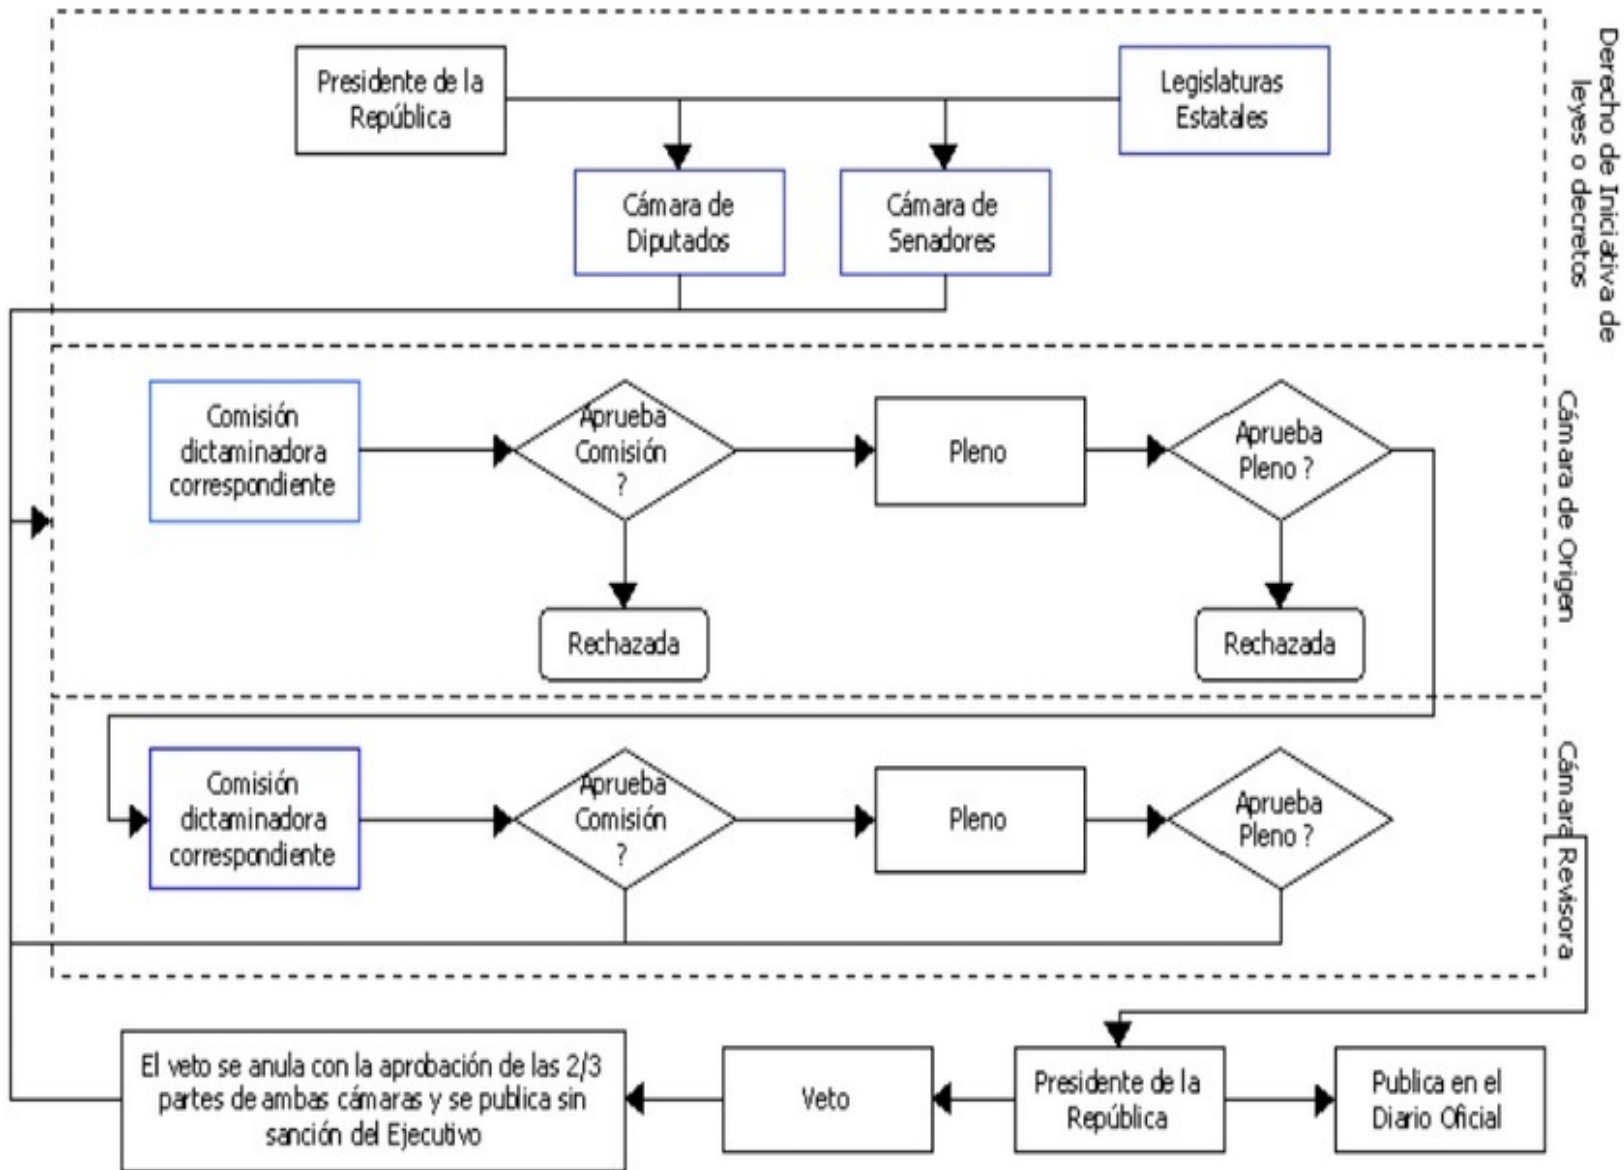 Derecho de Iniciativa de
leyes o decretos
Presidente de la
República
Legislaturas
Estatales
Cámara de
Diputados
Cámara de
Senadores
Cámara de Origen
Comisión
dictaminadora
correspondiente
Aprueba
Comisión
?
Pleno
Aprueba
Pleno ?
Rechazada
Rechazada
Cámara Revisora
Comisión
dictaminadora
correspondiente
Aprueba
Comisión
?
Pleno
Aprueba
Pleno ?
El veto se anula con la aprobación de las 2/3
partes de ambas cámaras y se publica sin
sanción del Ejecutivo
Veto
Presidente de la
República
Publica en el
Diario Oficial